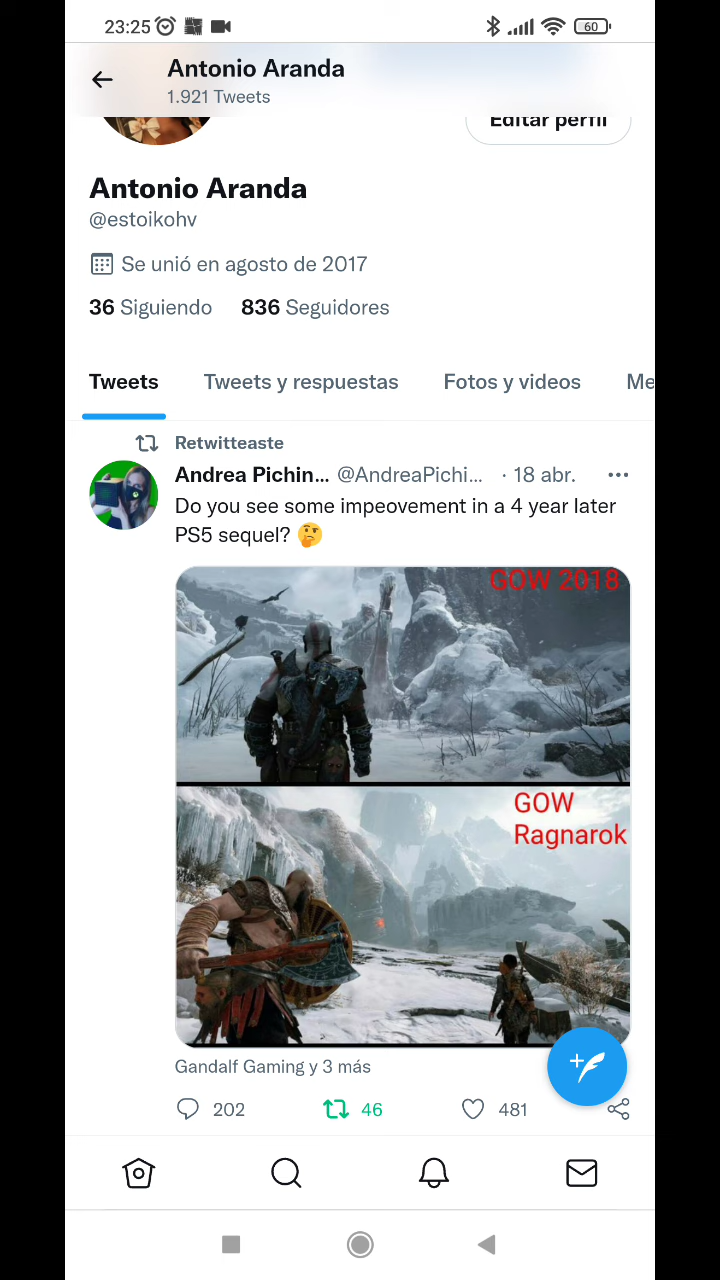 23:25 60
Antonio Aranda
1.921 Tweets
Editar perfil
Antonio Aranda
@estoikohv
Se unió en agosto de 2017
36 Siguiendo 836 Seguidores
Tweets Tweets y respuestas Fotos y videos Me
Retwitteaste
Andrea Pichin... @AndreaPichi... · 18 abr.
Do you see some impeovement in a 4 year later
PS5 sequel? 🤔
GOW 2018
GOW
Ragnarok
Gandalf Gaming y 3 más
202 46 481